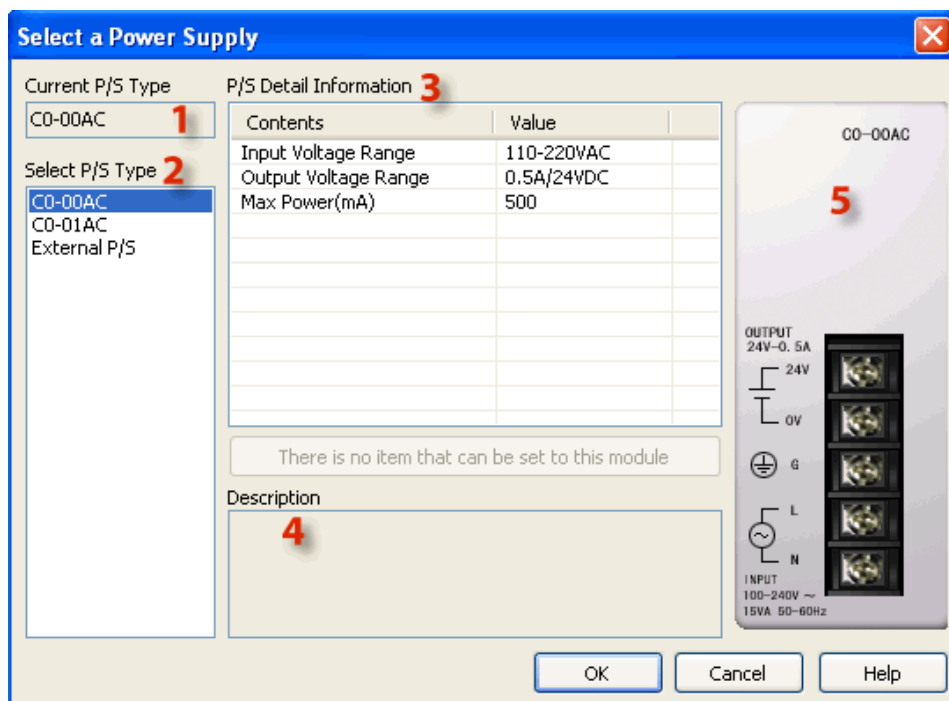 Select a Power Supply
Current P/S Type
C0-00AC
1
Select P/S Type
2
C0-00AC
C0-01AC
External P/S
P/S Detail Information
3
Contents Value
Input Voltage Range 110-220VAC
Output Voltage Range 0.5A/24VDC
Max Power(mA) 500
There is no item that can be set to this module
Description
4
C0-00AC
5
OUTPUT
24V-0.5A
24V
0V
G
L
N
INPUT
100-240V ~
15VA 50-60Hz
OK Cancel Help